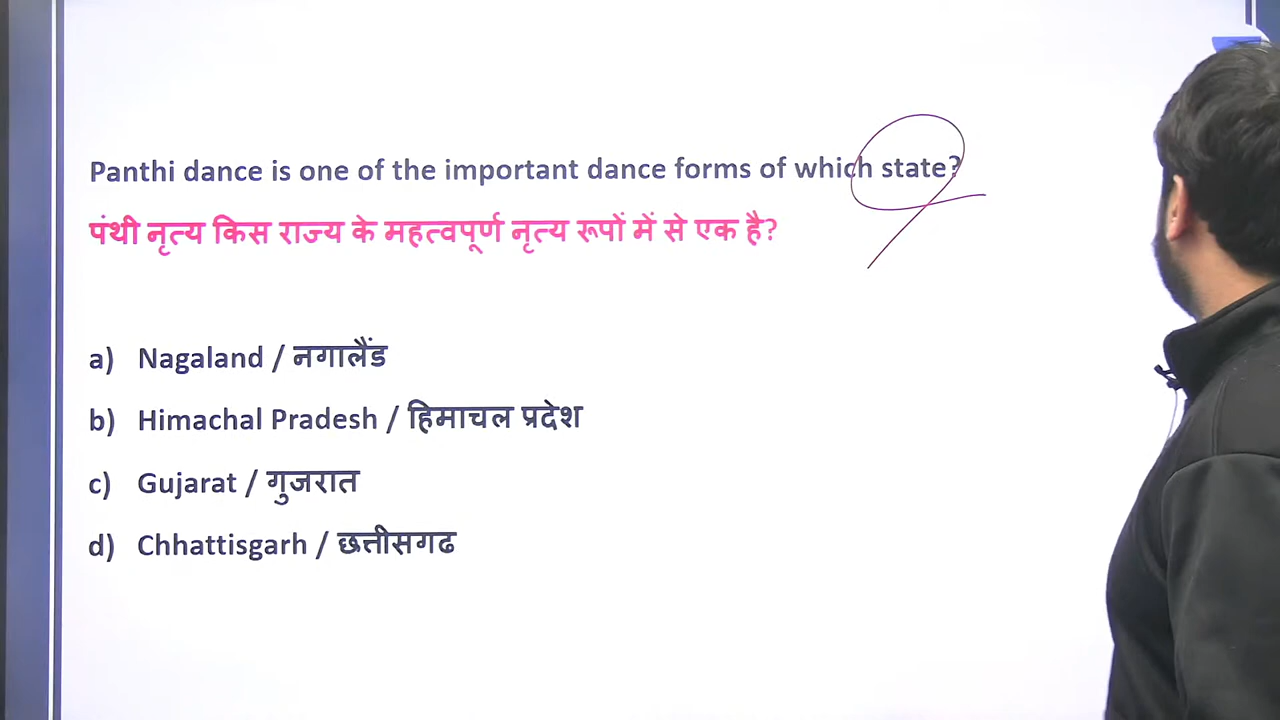 Panthi dance is one of the important dance forms of which state?
पंथी नृत्य किस राज्य के महत्वपूर्ण नृत्य रूपों में से एक है?
a) Nagaland / नगालैंड
b) Himachal Pradesh / हिमाचल प्रदेश
c) Gujarat / गुजरात
d) Chhattisgarh / छत्तीसगढ